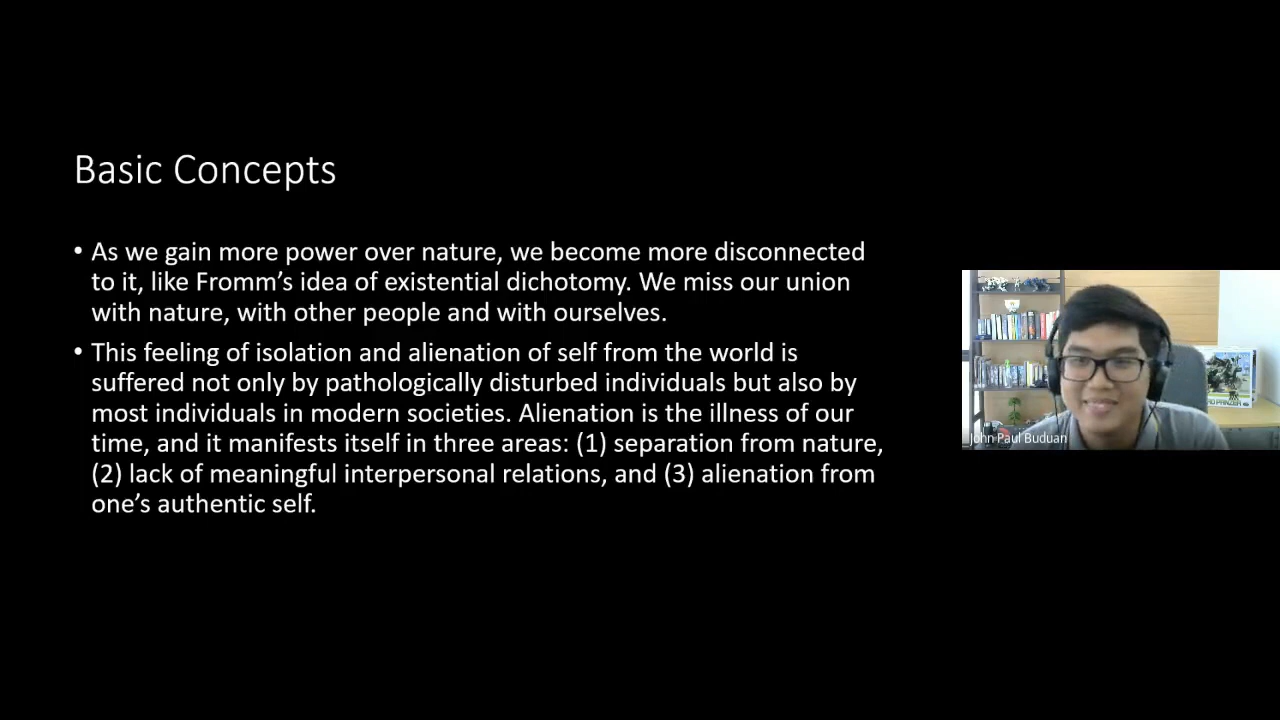 Basic Concepts
• As we gain more power over nature, we become more disconnected
to it, like Fromm’s idea of existential dichotomy. We miss our union
with nature, with other people and with ourselves.
• This feeling of isolation and alienation of self from the world is
suffered not only by pathologically disturbed individuals but also by
most individuals in modern societies. Alienation is the illness of our
time, and it manifests itself in three areas: (1) separation from nature,
(2) lack of meaningful interpersonal relations, and (3) alienation from
one’s authentic self.
John Paul Buduan